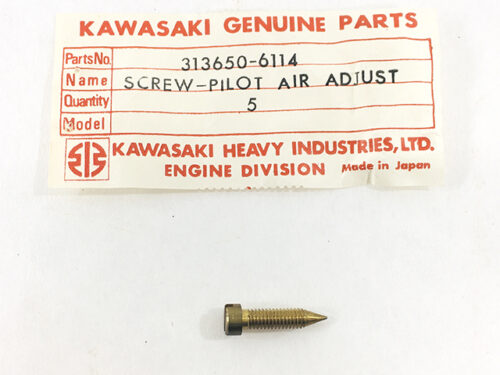 KAWASAKI GENUINE PARTS
Parts No. 313650-6114
Name SCREW-PILOT AIR ADJUST
Quantity 5
Model
KAWASAKI HEAVY INDUSTRIES, LTD.
ENGINE DIVISION Made in Japan